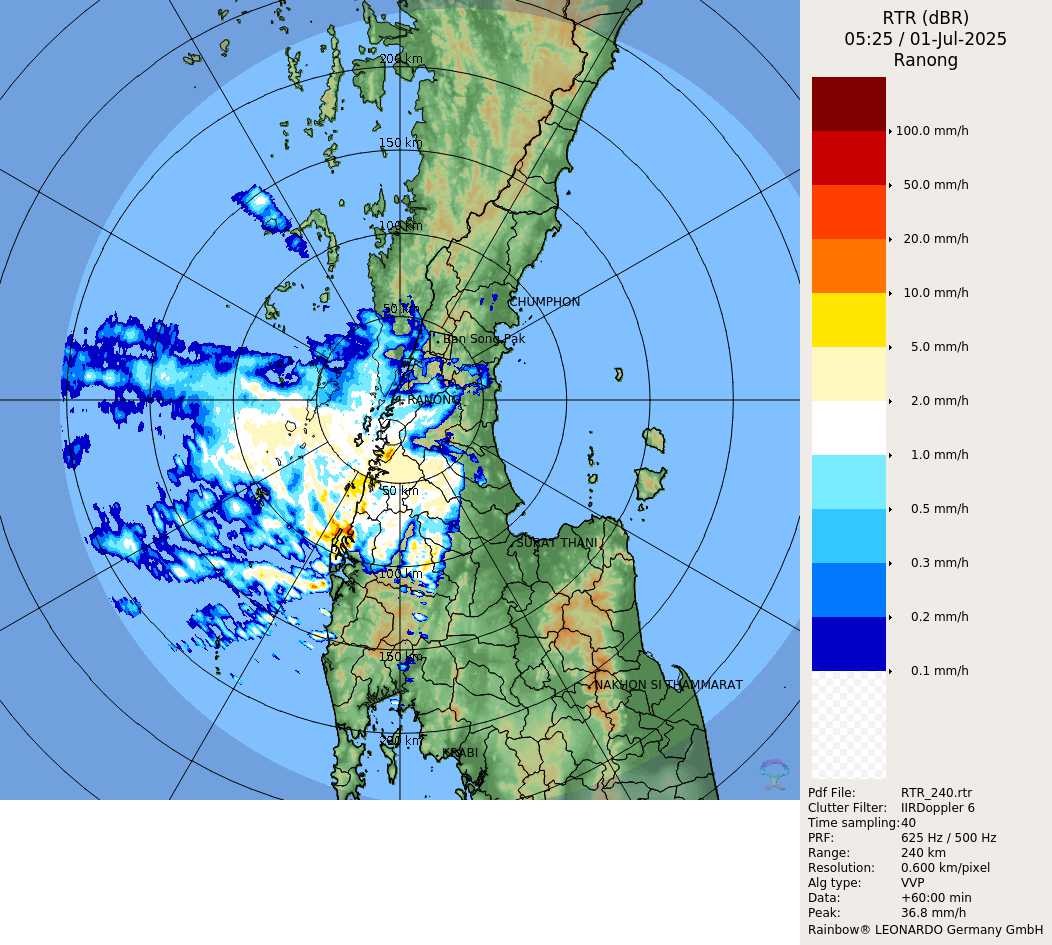 RTR (dBR)
05:25 / 01-Jul-2025
Ranong
200 km
150 km
100 km
50 km
CHUMPHON
Ban Song Pak
RANONG
50 km
SURAT THANI
100 km
150 km
NAKHON SI THAMMARAT
200 km
KRABI
100.0 mm/h
50.0 mm/h
20.0 mm/h
10.0 mm/h
5.0 mm/h
2.0 mm/h
1.0 mm/h
0.5 mm/h
0.3 mm/h
0.2 mm/h
0.1 mm/h
Pdf File: RTR_240.rtr
Clutter Filter: IIRDoppler 6
Time sampling:40
PRF: 625 Hz / 500 Hz
Range: 240 km
Resolution: 0.600 km/pixel
Alg type: VVP
Data: +60:00 min
Peak: 36.8 mm/h
Rainbow® LEONARDO Germany GmbH